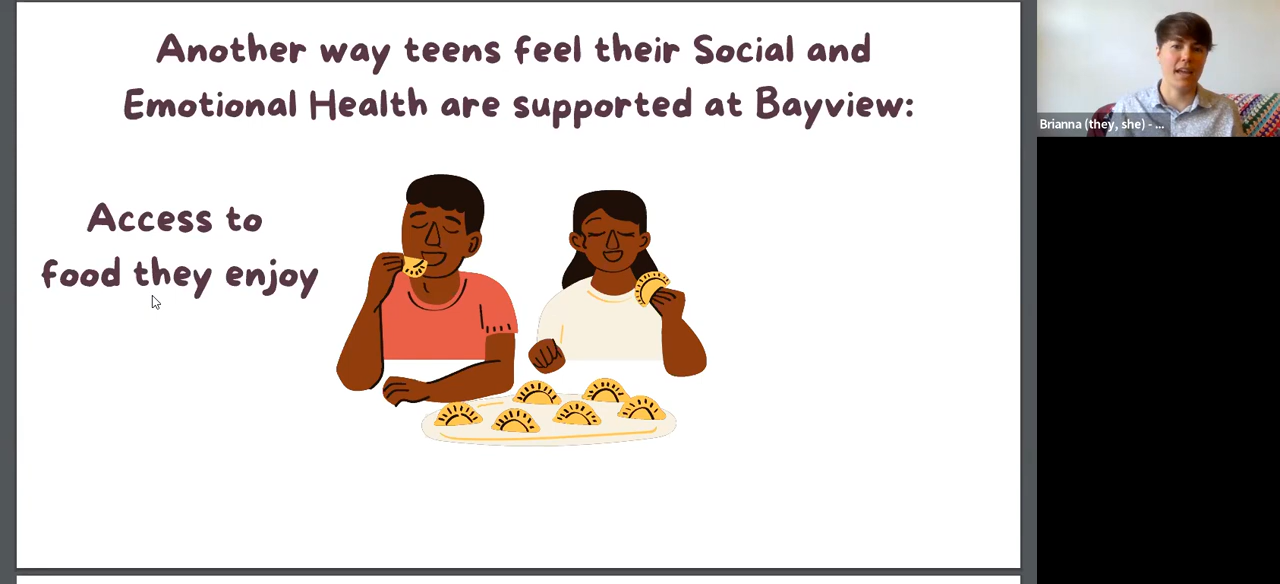 Another way teens feel their Social and
Emotional Health are supported at Bayview:
Access to
food they enjoy
Brianna (they, she) - ...